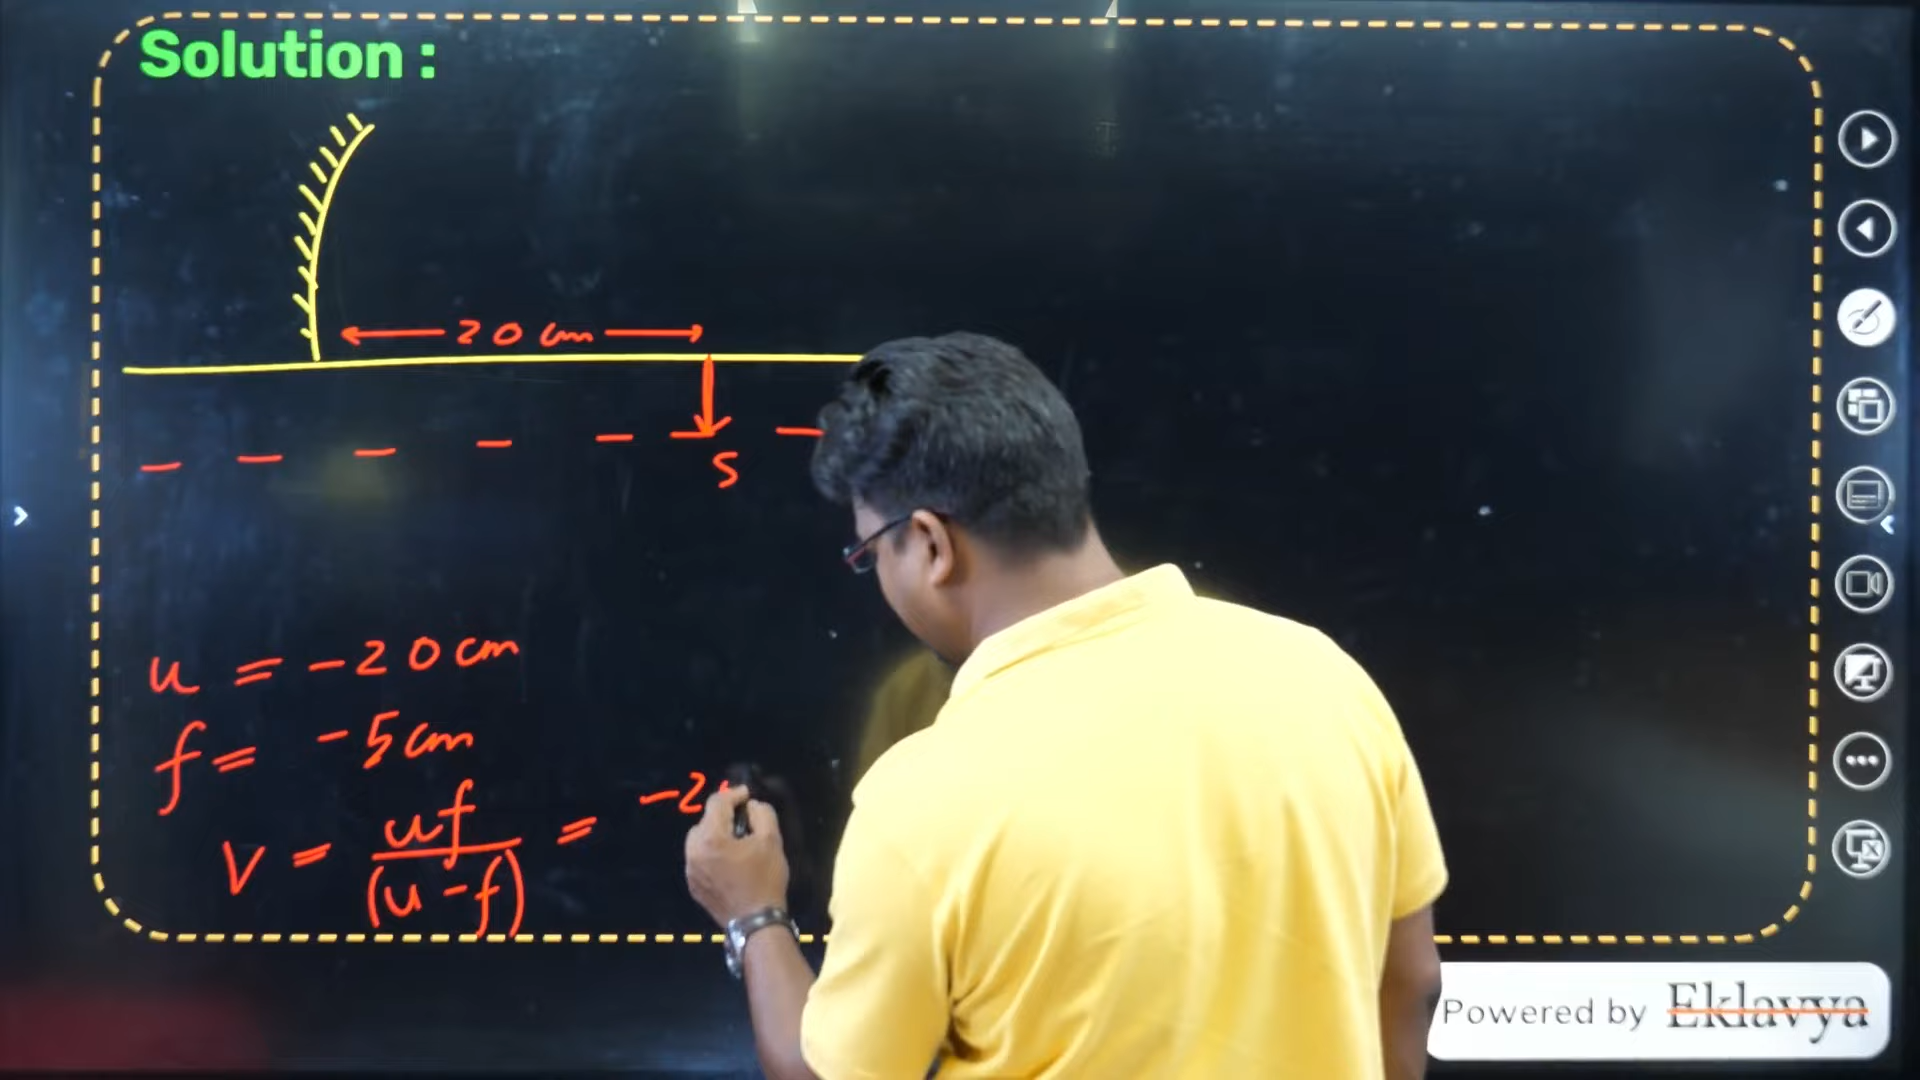 Solution :
20 cm
S
u = -20 cm
f = -5 cm
v = uf/(u-f) = -2
Powered by Eklavya